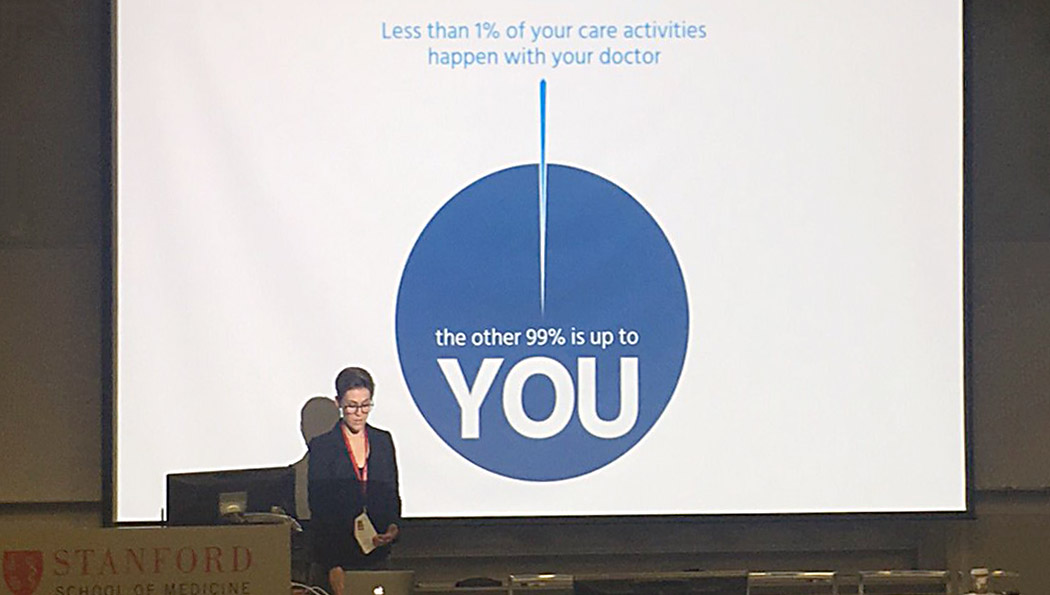 Less than 1% of your care activities
happen with your doctor
the other 99% is up to
YOU
STANFORD
SCHOOL OF MEDICINE